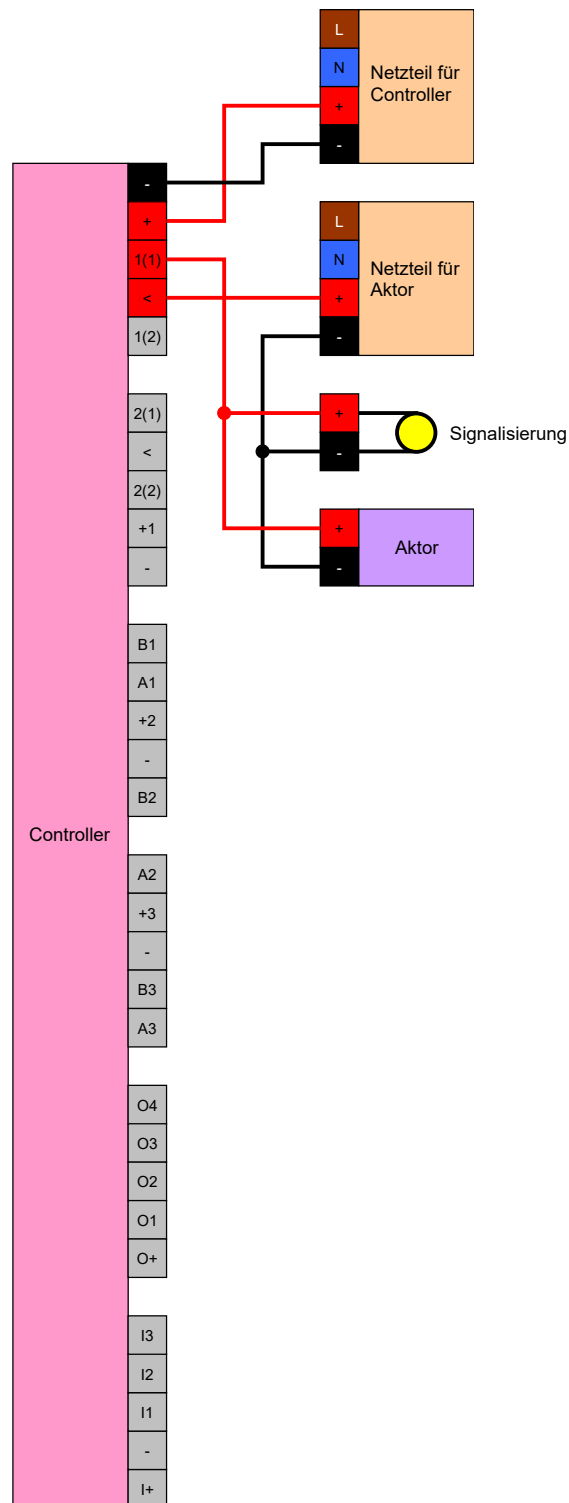 L
N
+
-
Netzteil für
Controller
-
+
1(1)
<
1(2)
L
N
+
-
Netzteil für
Aktor
2(1)
<
2(2)
+1
-
+
-
Signalisierung
+
-
Aktor
B1
A1
+2
-
B2
Controller
A2
+3
-
B3
A3
O4
O3
O2
O1
O+
I3
I2
I1
-
I+